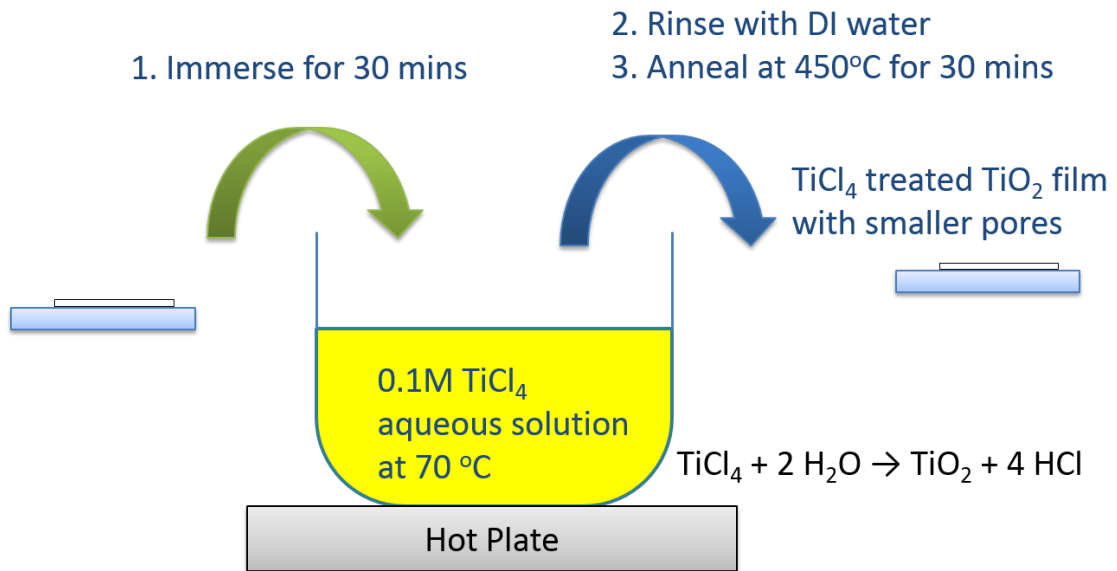 1. Immerse for 30 mins
2. Rinse with DI water
3. Anneal at 450°C for 30 mins
TiCl₄ treated TiO₂ film
with smaller pores
0.1M TiCl₄
aqueous solution
at 70 °C
TiCl₄ + 2 H₂O → TiO₂ + 4 HCl
Hot Plate